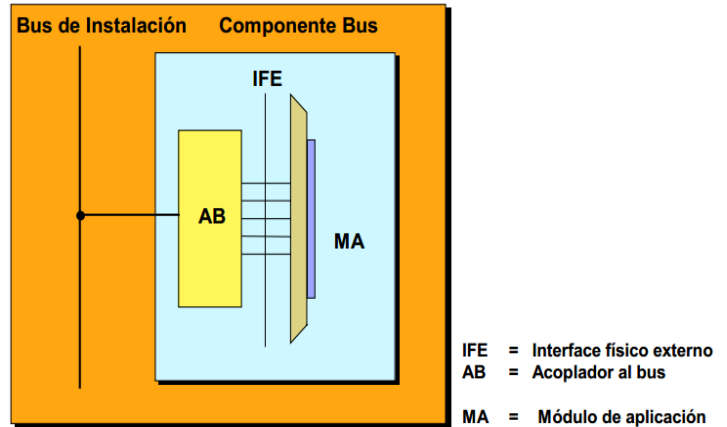 Bus de Instalación Componente Bus
IFE
AB
MA
IFE = Interface físico externo
AB = Acoplador al bus
MA = Módulo de aplicación